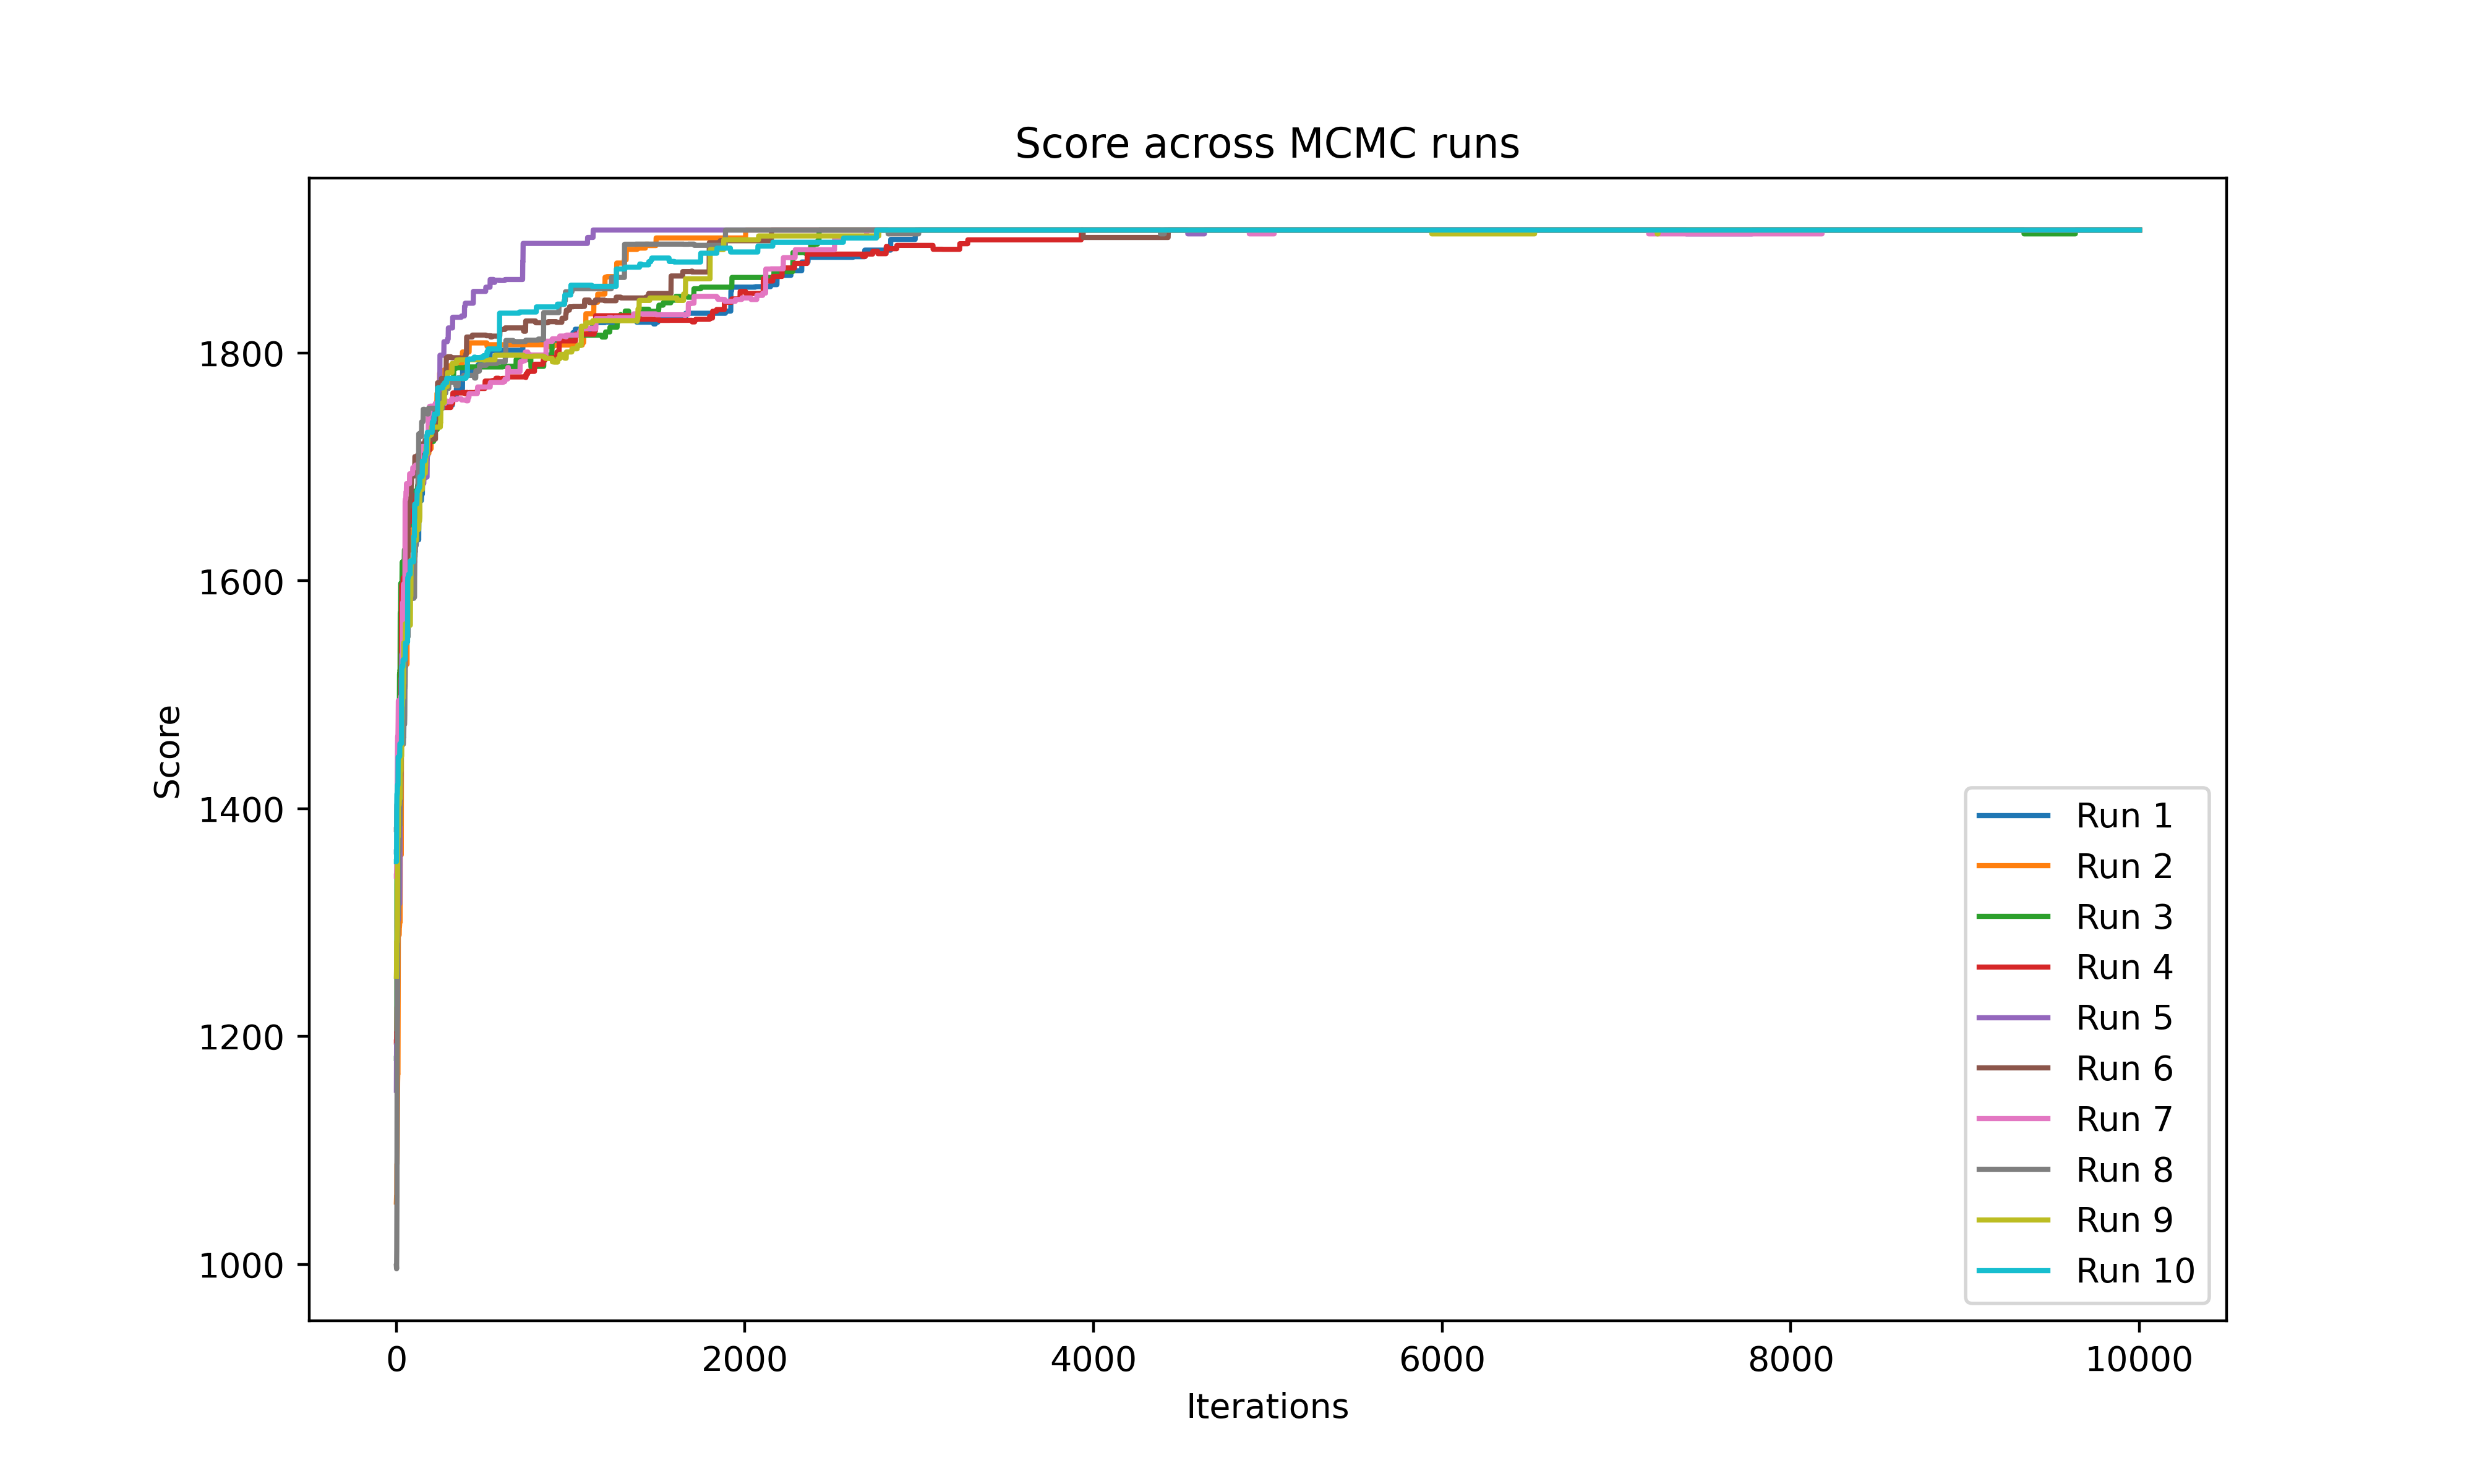 Score across MCMC runs
Score
1800
1600
1400
1200
1000
0
2000
4000
6000
8000
10000
Iterations
Run 1
Run 2
Run 3
Run 4
Run 5
Run 6
Run 7
Run 8
Run 9
Run 10